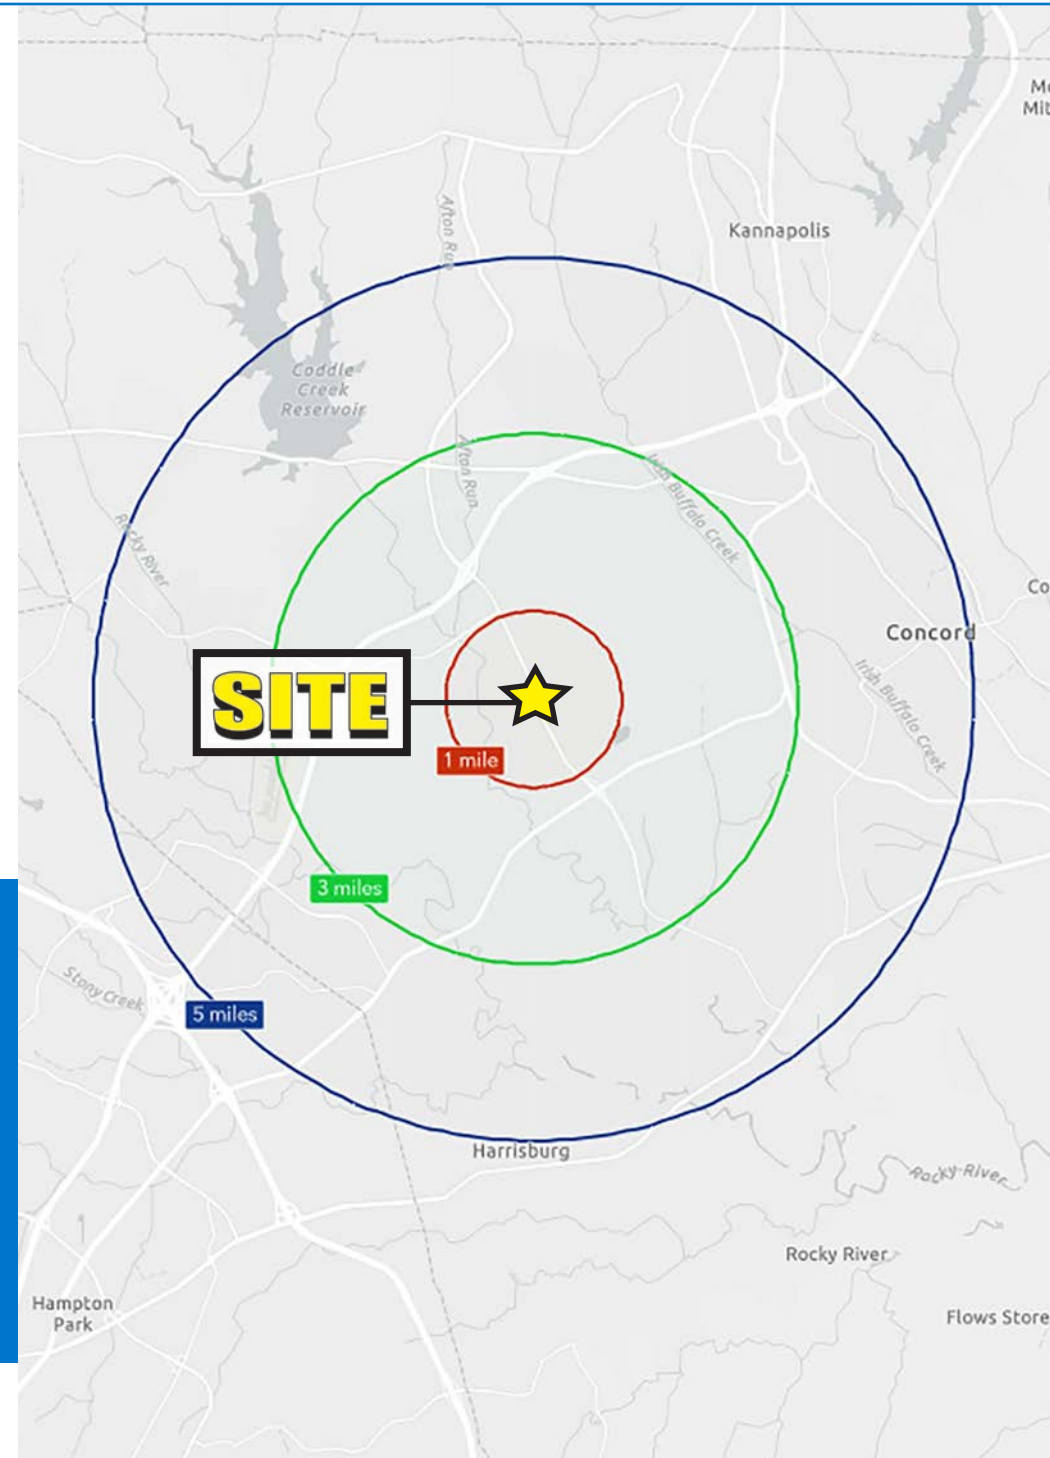 Mit
Afton Run
Kannapolis
Coddle
Creek
Reservoir
Afton Run
Irish Buffalo Creek
Rocky River
Concord
SITE
Irish Buffalo Creek
1 mile
3 miles
Stony Creek
5 miles
Harrisburg
Rocky River
Rocky River
Hampton
Park
Flows Store